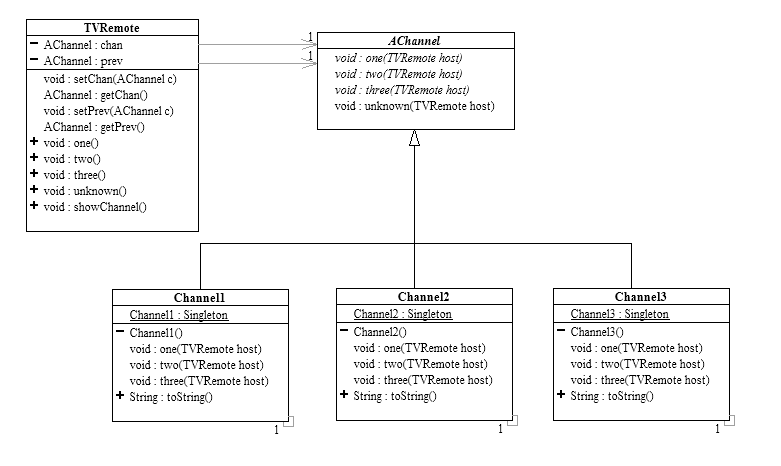 TVRemote
- AChannel : chan
- AChannel : prev
void : setChan(AChannel c)
AChannel : getChan()
void : setPrev(AChannel c)
AChannel : getPrev()
+ void : one()
+ void : two()
+ void : three()
+ void : unknown()
+ void : showChannel()
1
1
AChannel
void : one(TVRemote host)
void : two(TVRemote host)
void : three(TVRemote host)
void : unknown(TVRemote host)
Channel1
Channel1 : Singleton
- Channel1()
void : one(TVRemote host)
void : two(TVRemote host)
void : three(TVRemote host)
+ String : toString()
1
Channel2
Channel2 : Singleton
- Channel2()
void : one(TVRemote host)
void : two(TVRemote host)
void : three(TVRemote host)
+ String : toString()
1
Channel3
Channel3 : Singleton
- Channel3()
void : one(TVRemote host)
void : two(TVRemote host)
void : three(TVRemote host)
+ String : toString()
1